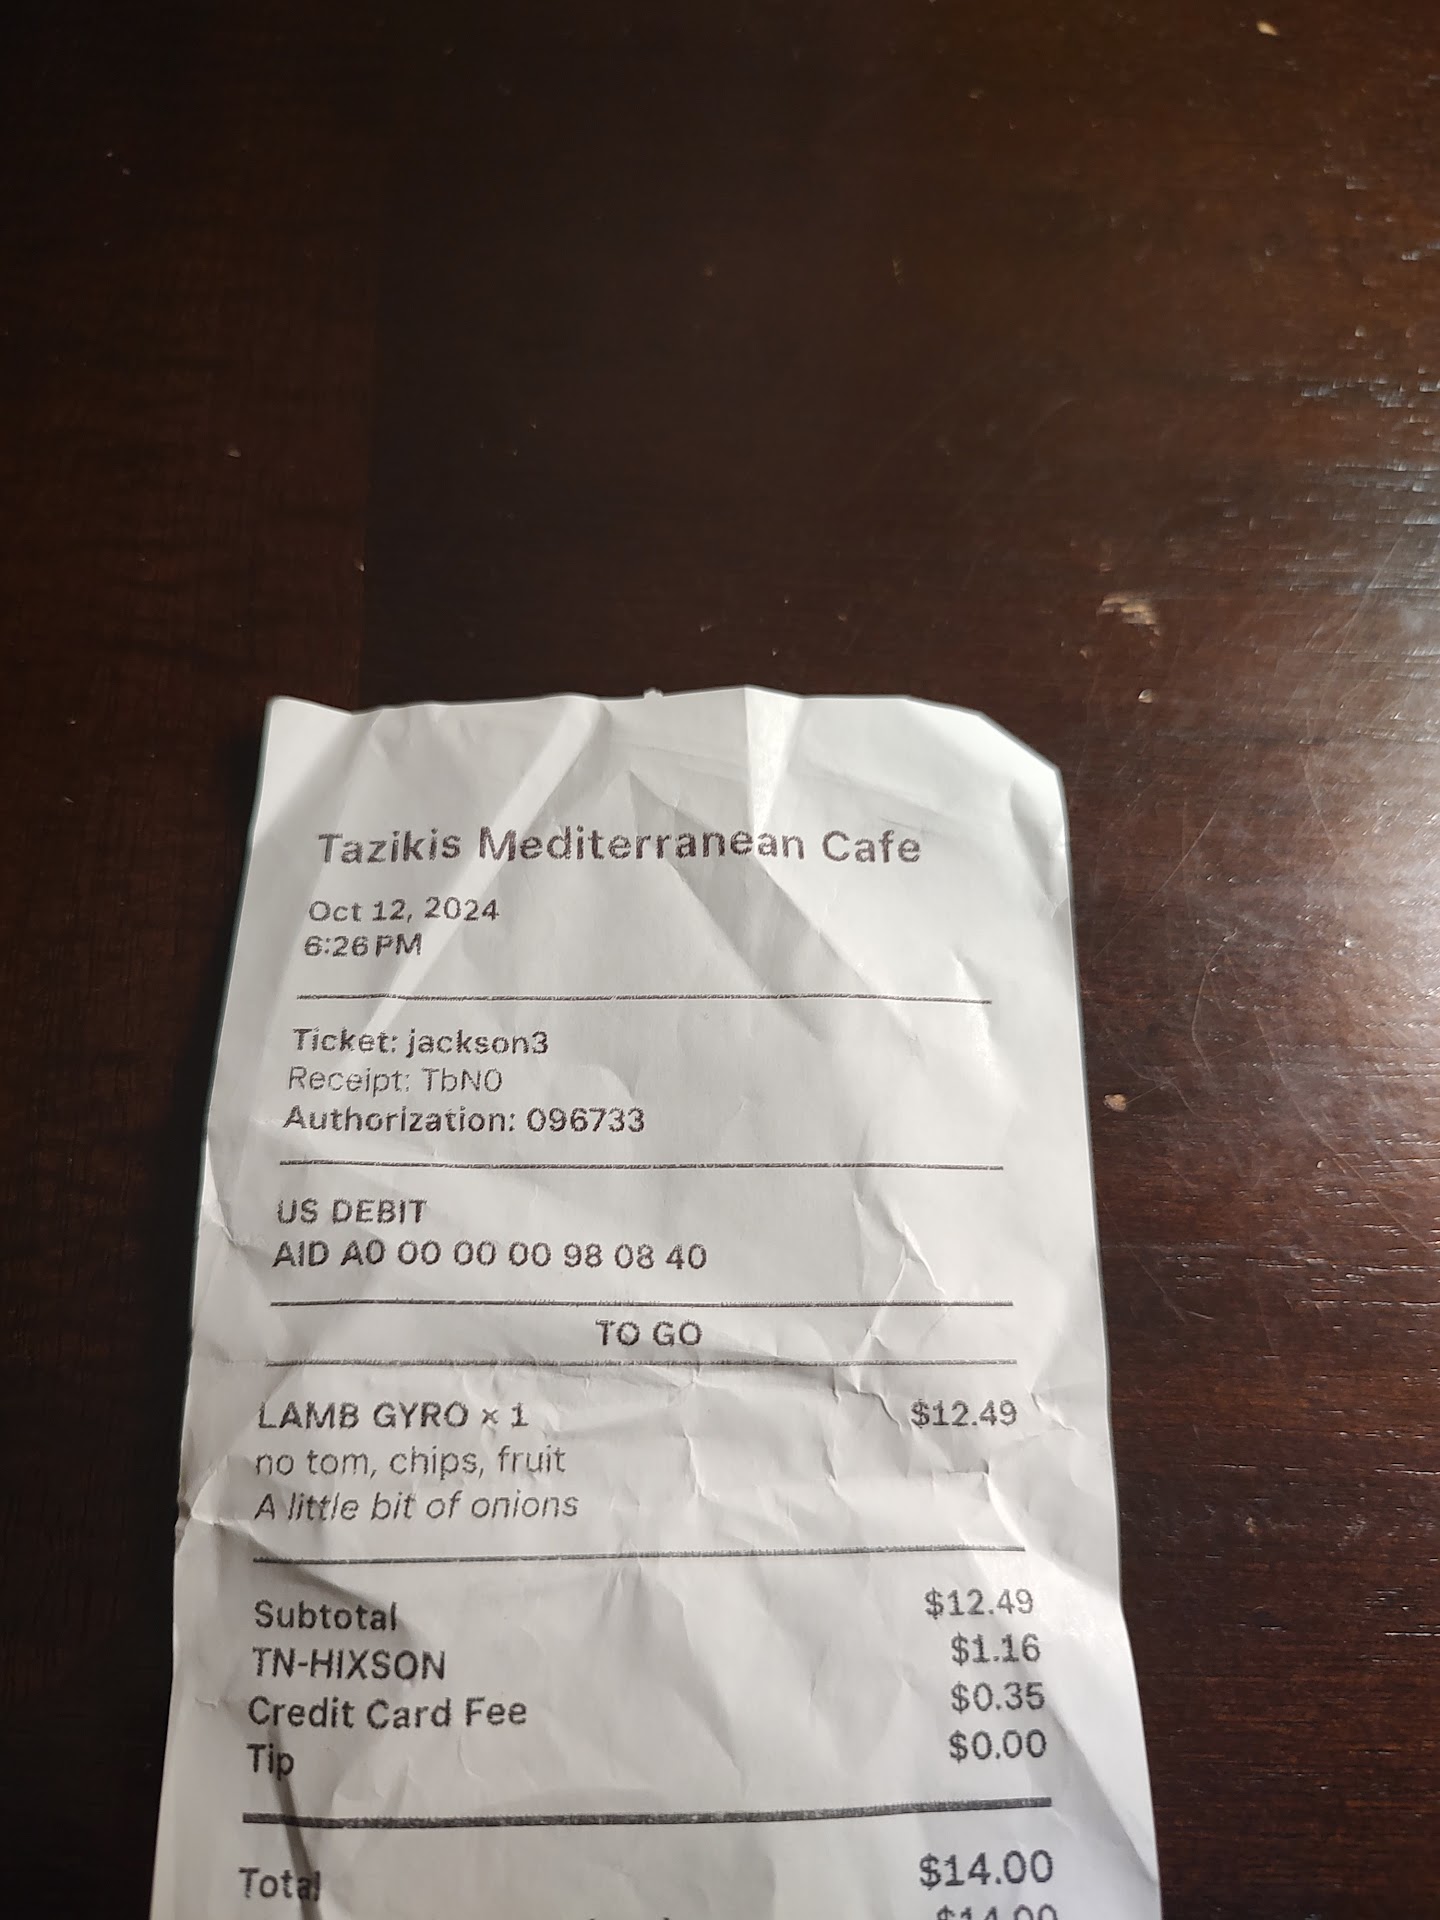 Tazikis Mediterranean Cafe
Oct 12, 2024
6:26 PM
Ticket: jackson3
Receipt: TbN0
Authorization: 096733
US DEBIT
AID A0 00 00 00 98 08 40
TO GO
LAMB GYRO × 1 $12.49
no tom, chips, fruit
A little bit of onions
Subtotal $12.49
TN-HIXSON $1.16
Credit Card Fee $0.35
Tip $0.00
Total $14.00
$14.00